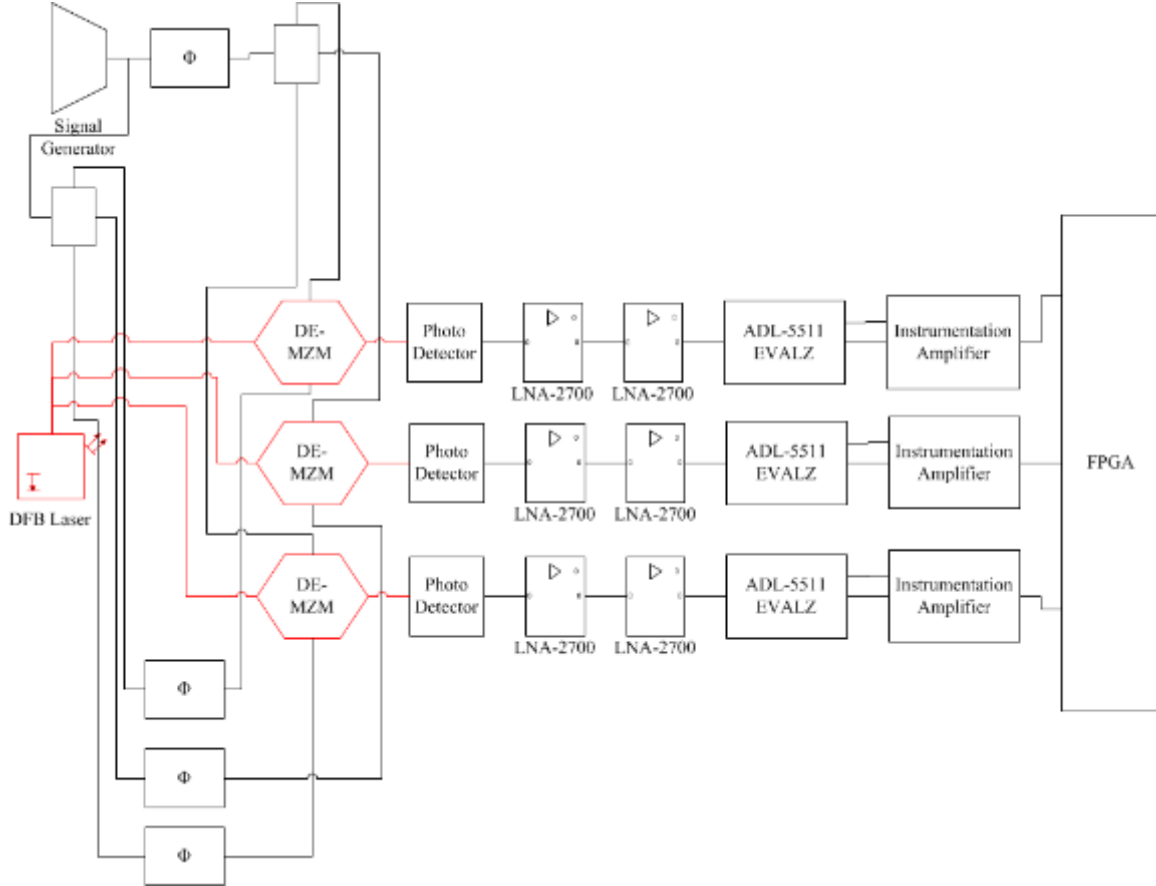 Φ
Signal
Generator
DE-
MZM
Photo
Detector
LNA-2700
LNA-2700
ADL-5511
EVALZ
Instrumentation
Amplifier
DE-
MZM
Photo
Detector
LNA-2700
LNA-2700
ADL-5511
EVALZ
Instrumentation
Amplifier
FPGA
DFB Laser
DE-
MZM
Photo
Detector
LNA-2700
LNA-2700
ADL-5511
EVALZ
Instrumentation
Amplifier
Φ
Φ
Φ